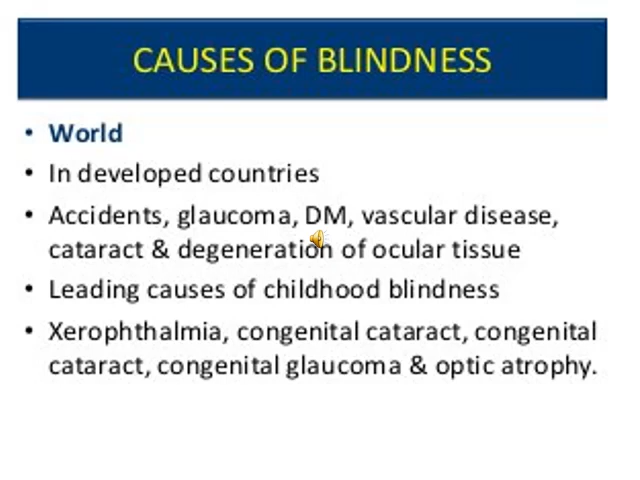 CAUSES OF BLINDNESS
• World
• In developed countries
• Accidents, glaucoma, DM, vascular disease,
cataract & degeneration of ocular tissue
• Leading causes of childhood blindness
• Xerophthalmia, congenital cataract, congenital
cataract, congenital glaucoma & optic atrophy.